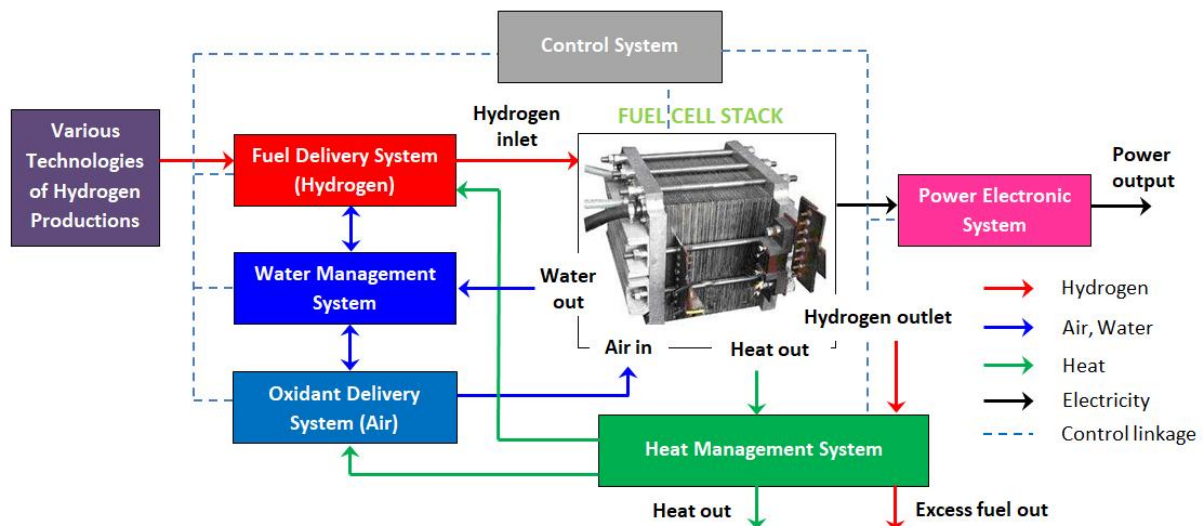 Control System
Various
Technologies
of Hydrogen
Productions
Fuel Delivery System
(Hydrogen)
Hydrogen
inlet
FUEL CELL STACK
Power
output
Power Electronic
System
Water Management
System
Water
out
Hydrogen outlet
Air in
Heat out
Oxidant Delivery
System (Air)
Heat Management System
Heat out
Excess fuel out
Hydrogen
Air, Water
Heat
Electricity
Control linkage